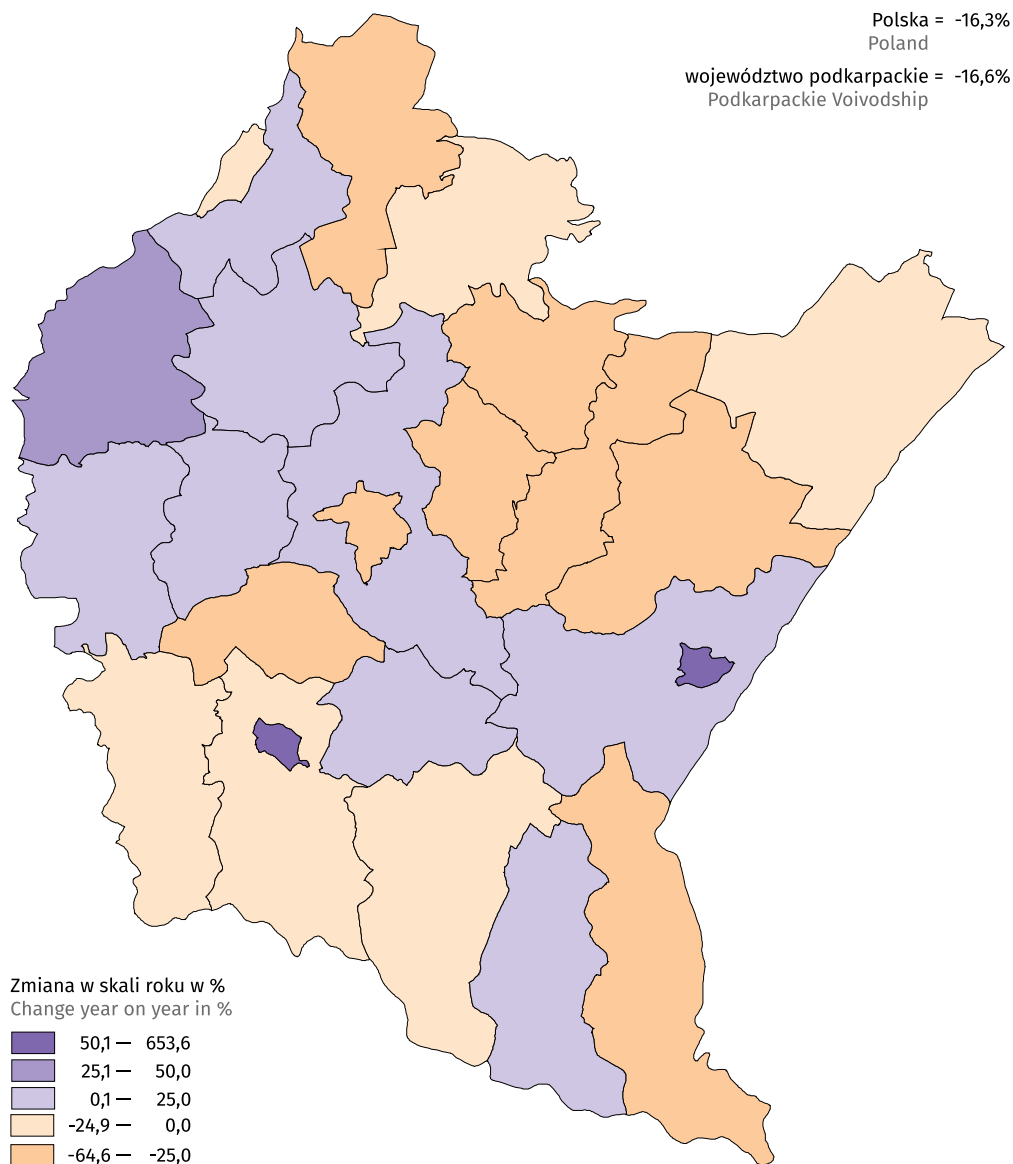 Polska = -16,3%
Poland
województwo podkarpackie = -16,6%
Podkarpackie Voivodship
Zmiana w skali roku w %
Change year on year in %
50,1 — 653,6
25,1 — 50,0
0,1 — 25,0
-24,9 — 0,0
-64,6 — -25,0